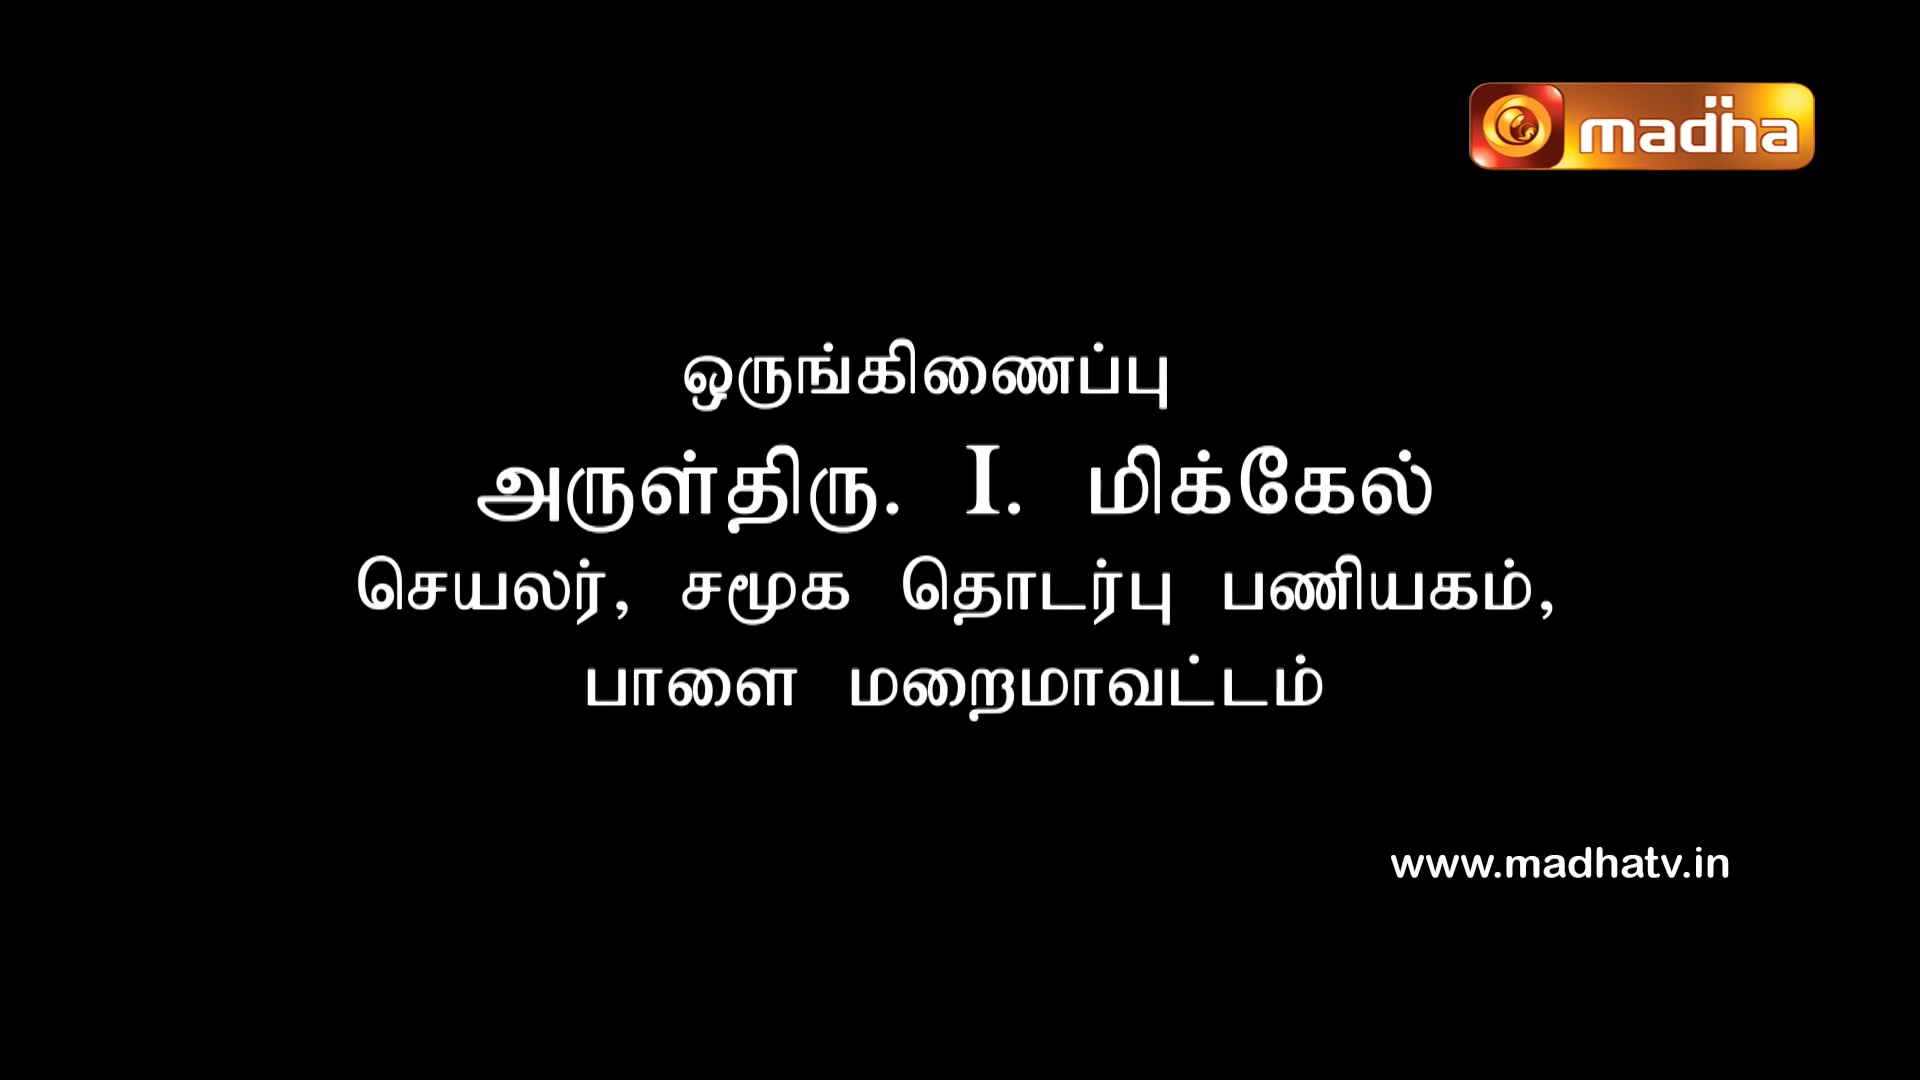 madha
ஒருங்கிணைப்பு
அருள்திரு. I. மிக்கேல்
செயலர், சமூக தொடர்பு பணியகம்,
பாளை மறைமாவட்டம்
www.madhatv.in